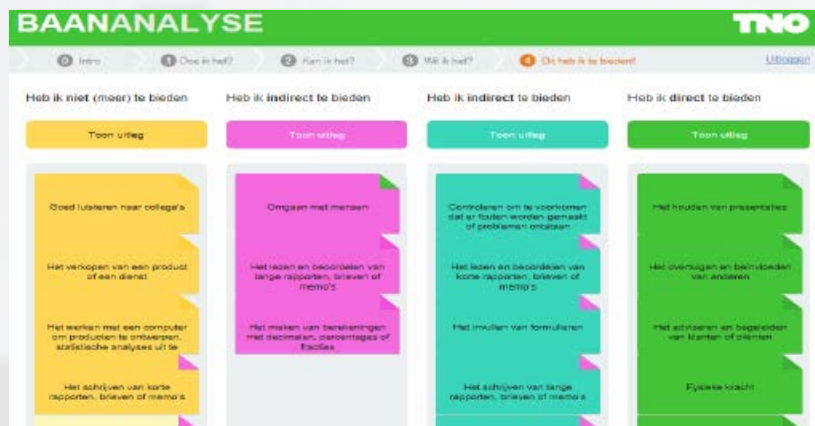 BAANANALYSE
TNO
0 Intro
1 Doe ik het?
2 Kan ik het?
3 Wil ik het?
4 Dit heb ik te bieden!
Uitloggen
Heb ik niet (meer) te bieden
Heb ik indirect te bieden
Heb ik indirect te bieden
Heb ik direct te bieden
Toon uitleg
Toon uitleg
Toon uitleg
Toon uitleg
Goed luisteren naar collega's
Het verkopen van een product
of een dienst
Het werken met een computer
om producten te ontwerpen,
statistische analyses uit te
Het schrijven van korte
rapporten, brieven of memo's
Omgaan met mensen
Het lezen en beoordelen van
lange rapporten, brieven of
memo's
Het maken van berekeningen
met decimalen, percentages of
fracties
Controleren om te voorkomen
dat er fouten worden gemaakt
of problemen ontstaan
Het lezen en beoordelen van
korte rapporten, brieven of
memo's
Het invullen van formulieren
Het schrijven van lange
rapporten, brieven of memo's
Het houden van presentaties
Het overtuigen en beïnvloeden
van anderen
Het adviseren en begeleiden
van klanten of cliënten
Fysieke kracht